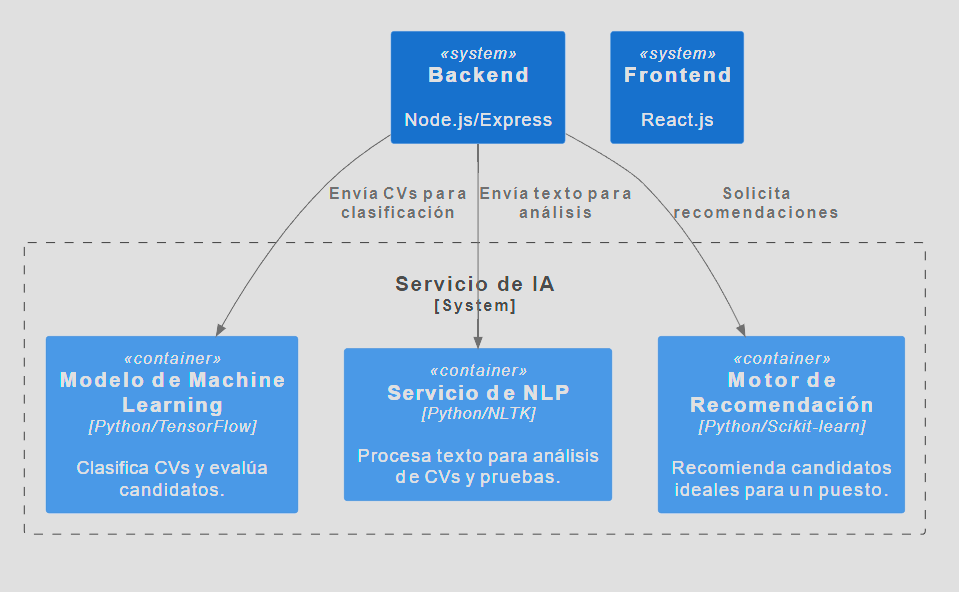 «system»
Backend
Node.js/Express
«system»
Frontend
React.js
Envía CVs para
clasificación
Envía texto para
análisis
Solicita
recomendaciones
Servicio de IA
[System]
«container»
Modelo de Machine
Learning
[Python/TensorFlow]
Clasifica CVs y evalúa
candidatos.
«container»
Servicio de NLP
[Python/NLTK]
Procesa texto para análisis
de CVs y pruebas.
«container»
Motor de
Recomendación
[Python/Scikit-learn]
Recomienda candidatos
ideales para un puesto.